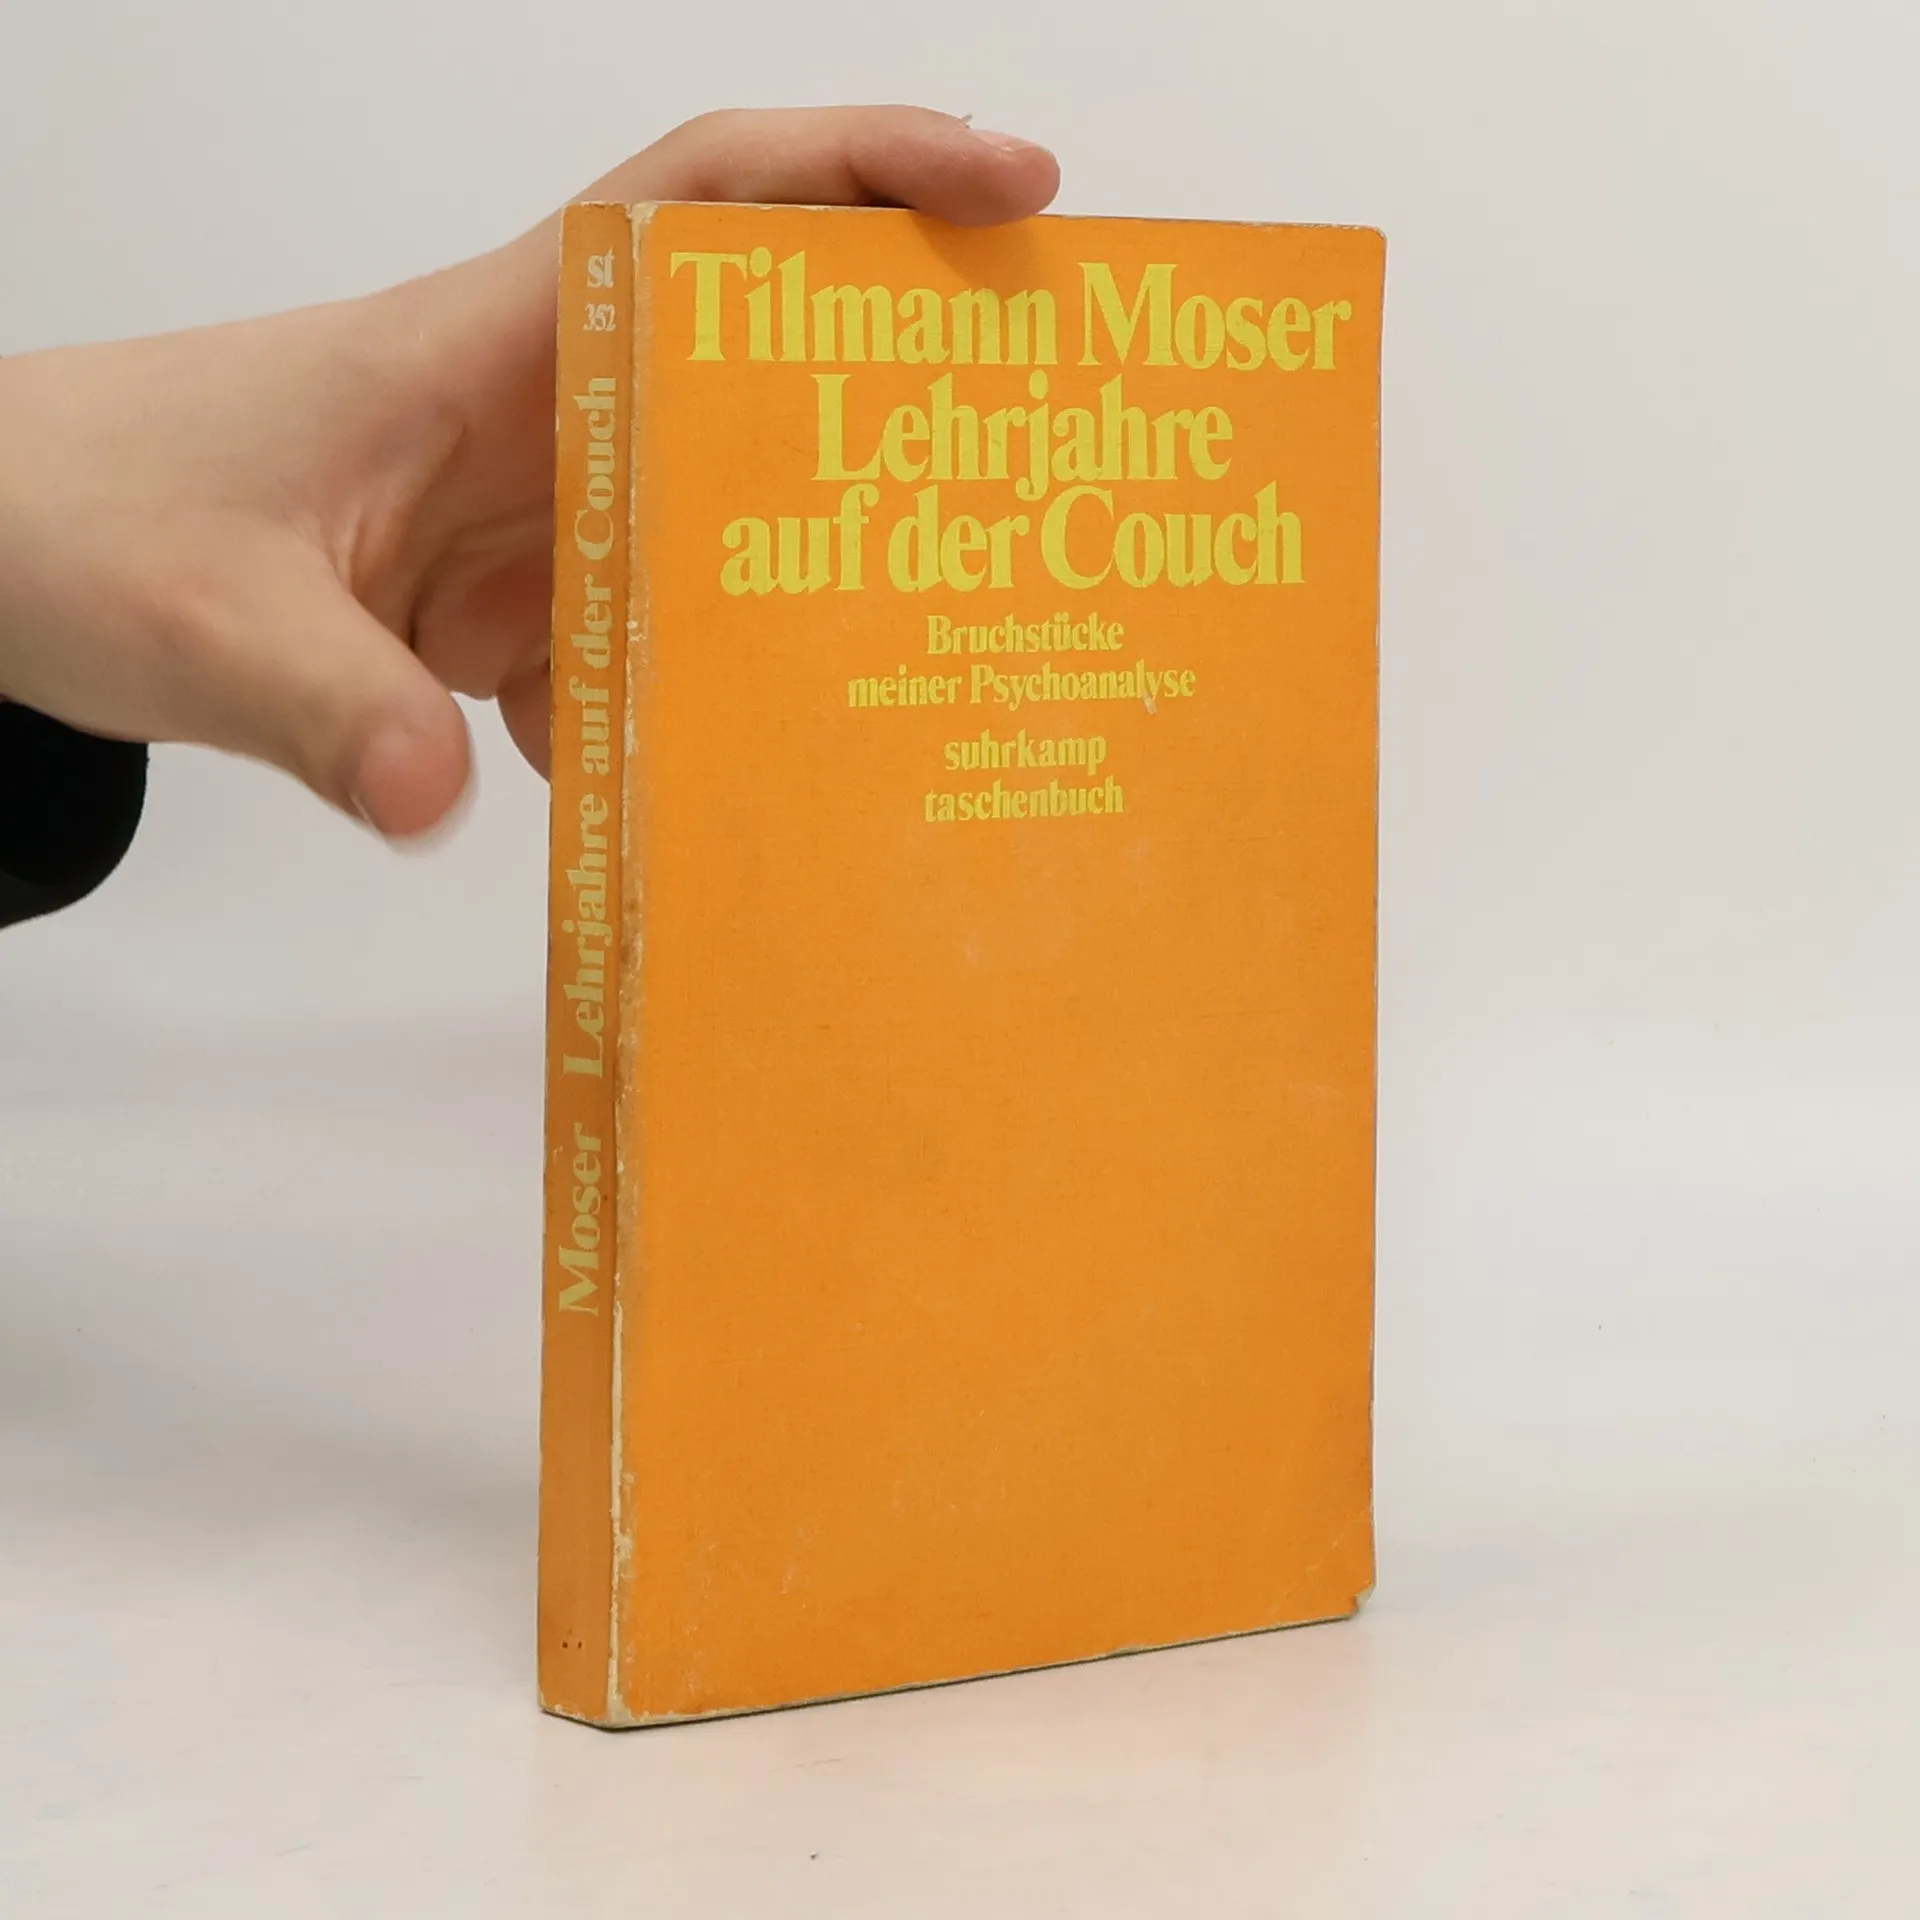 st
352
Moser Lehrjahre auf der Couch
Tilmann Moser
Lehrjahre
auf der Couch
Bruchstücke
meiner Psychoanalyse
suhrkamp
taschenbuch